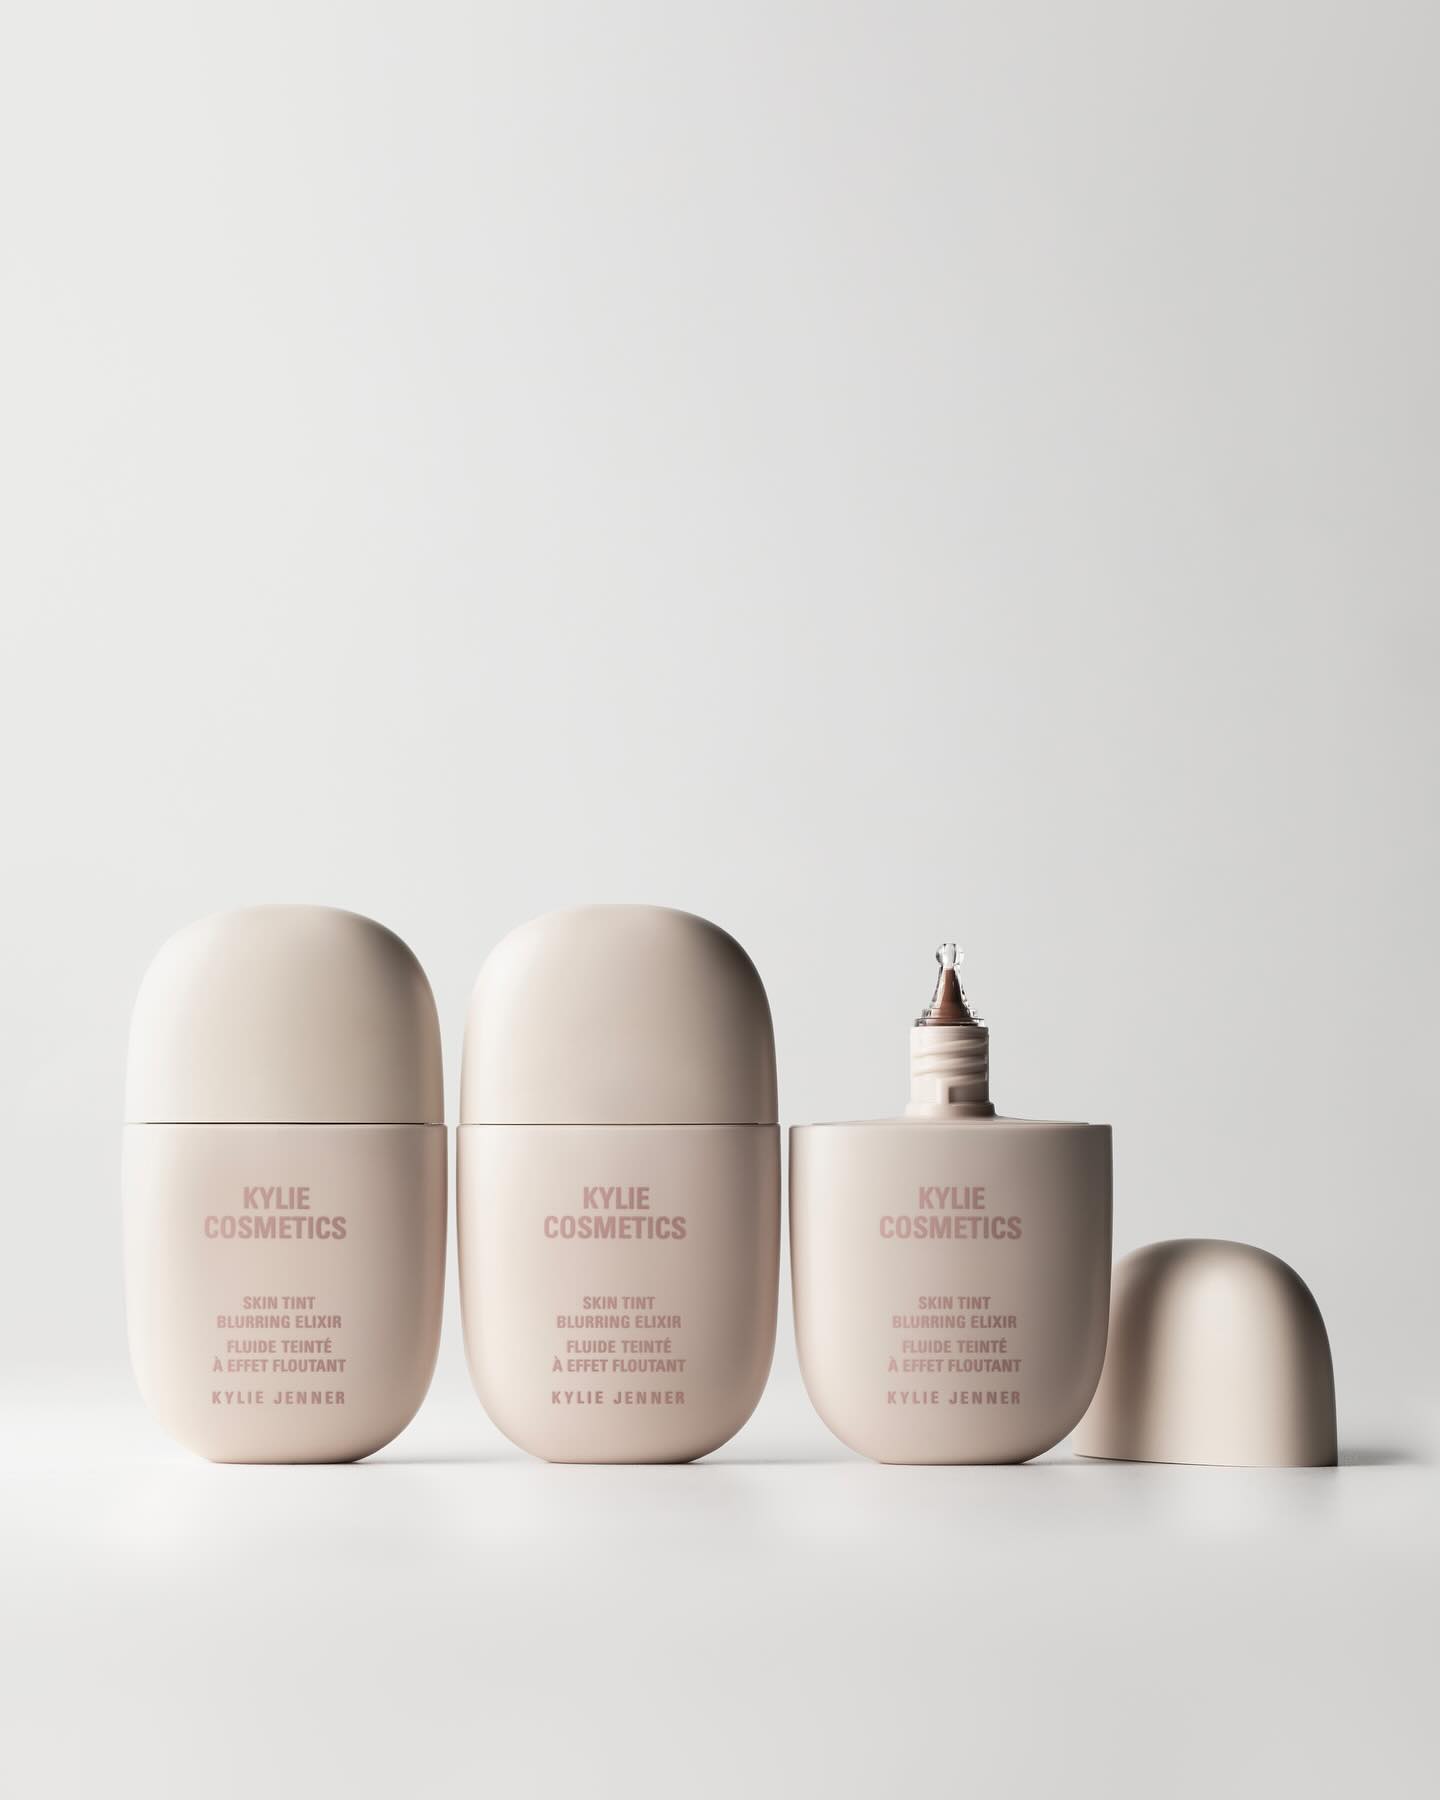 KYLIE
COSMETICS
SKIN TINT
BLURRING ELIXIR
FLUIDE TEINTÉ
À EFFET FLOUTANT
KYLIE JENNER
KYLIE
COSMETICS
SKIN TINT
BLURRING ELIXIR
FLUIDE TEINTÉ
À EFFET FLOUTANT
KYLIE JENNER
KYLIE
COSMETICS
SKIN TINT
BLURRING ELIXIR
FLUIDE TEINTÉ
À EFFET FLOUTANT
KYLIE JENNER